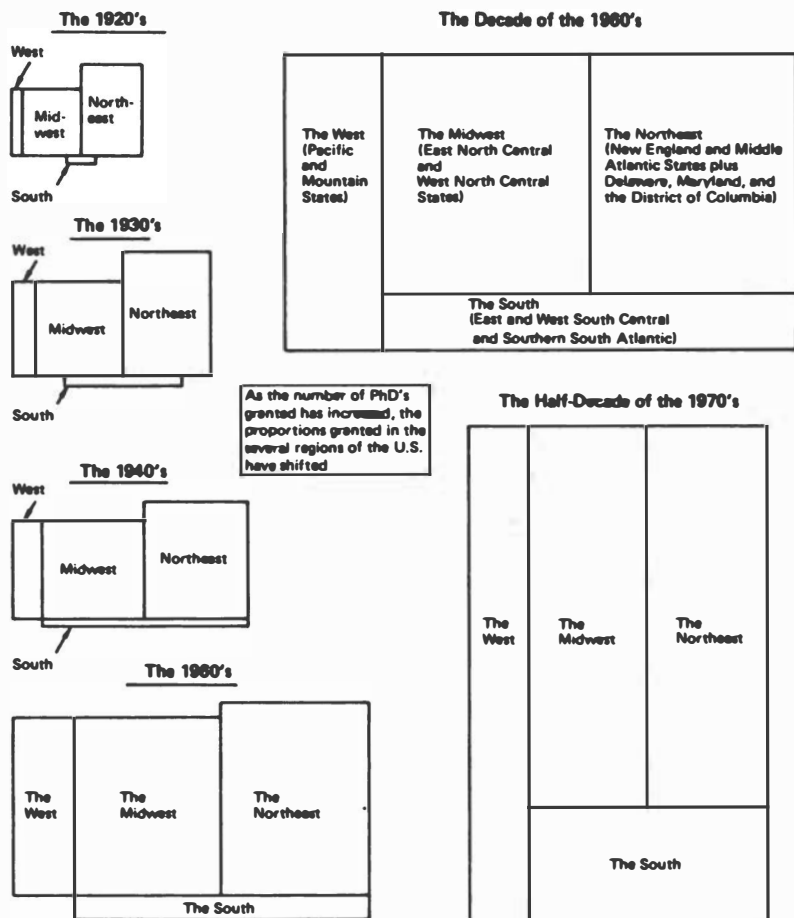 The 1920's
West
Mid-
west
North-
east
South
The 1930's
West
Midwest
Northeast
South
The 1940's
West
Midwest
Northeast
South
The 1960's
The
West
The
Midwest
The
Northeast
The South
The Decade of the 1960's
The West
(Pacific
and
Mountain
States)
The Midwest
(East North Central
and
West North Central
States)
The Northeast
(New England and Middle
Atlantic States plus
Delaware, Maryland, and
the District of Columbia)
The South
(East and West South Central
and Southern South Atlantic)
As the number of PhD's
granted has increased, the
proportions granted in the
several regions of the U.S.
have shifted
The Half-Decade of the 1970's
The
West
The
Midwest
The
Northeast
The South